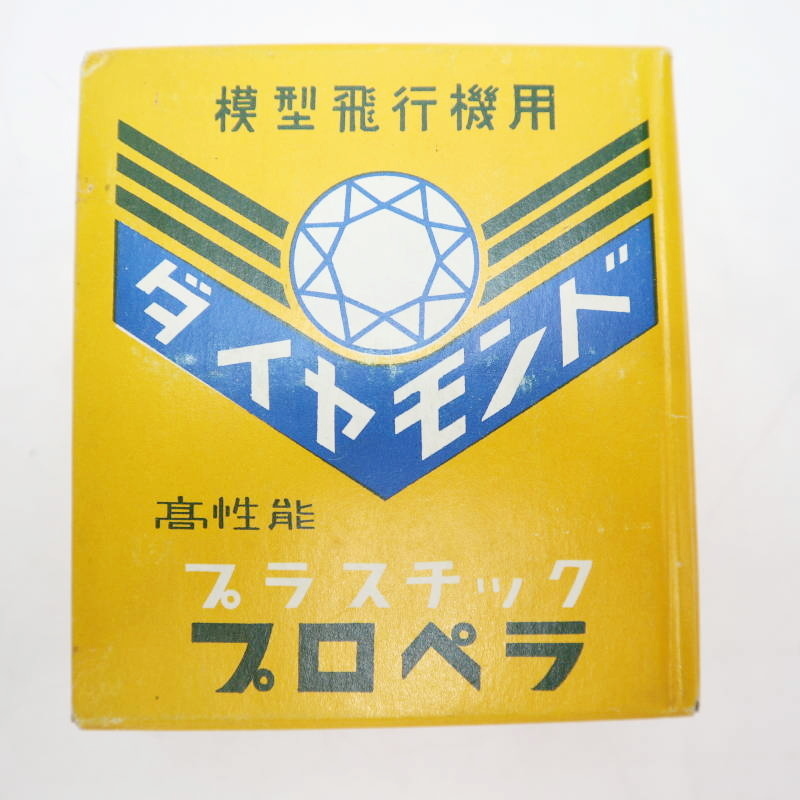 模型飛行機用
ダイヤモンド
髙性能
プラスチック
プロペラ